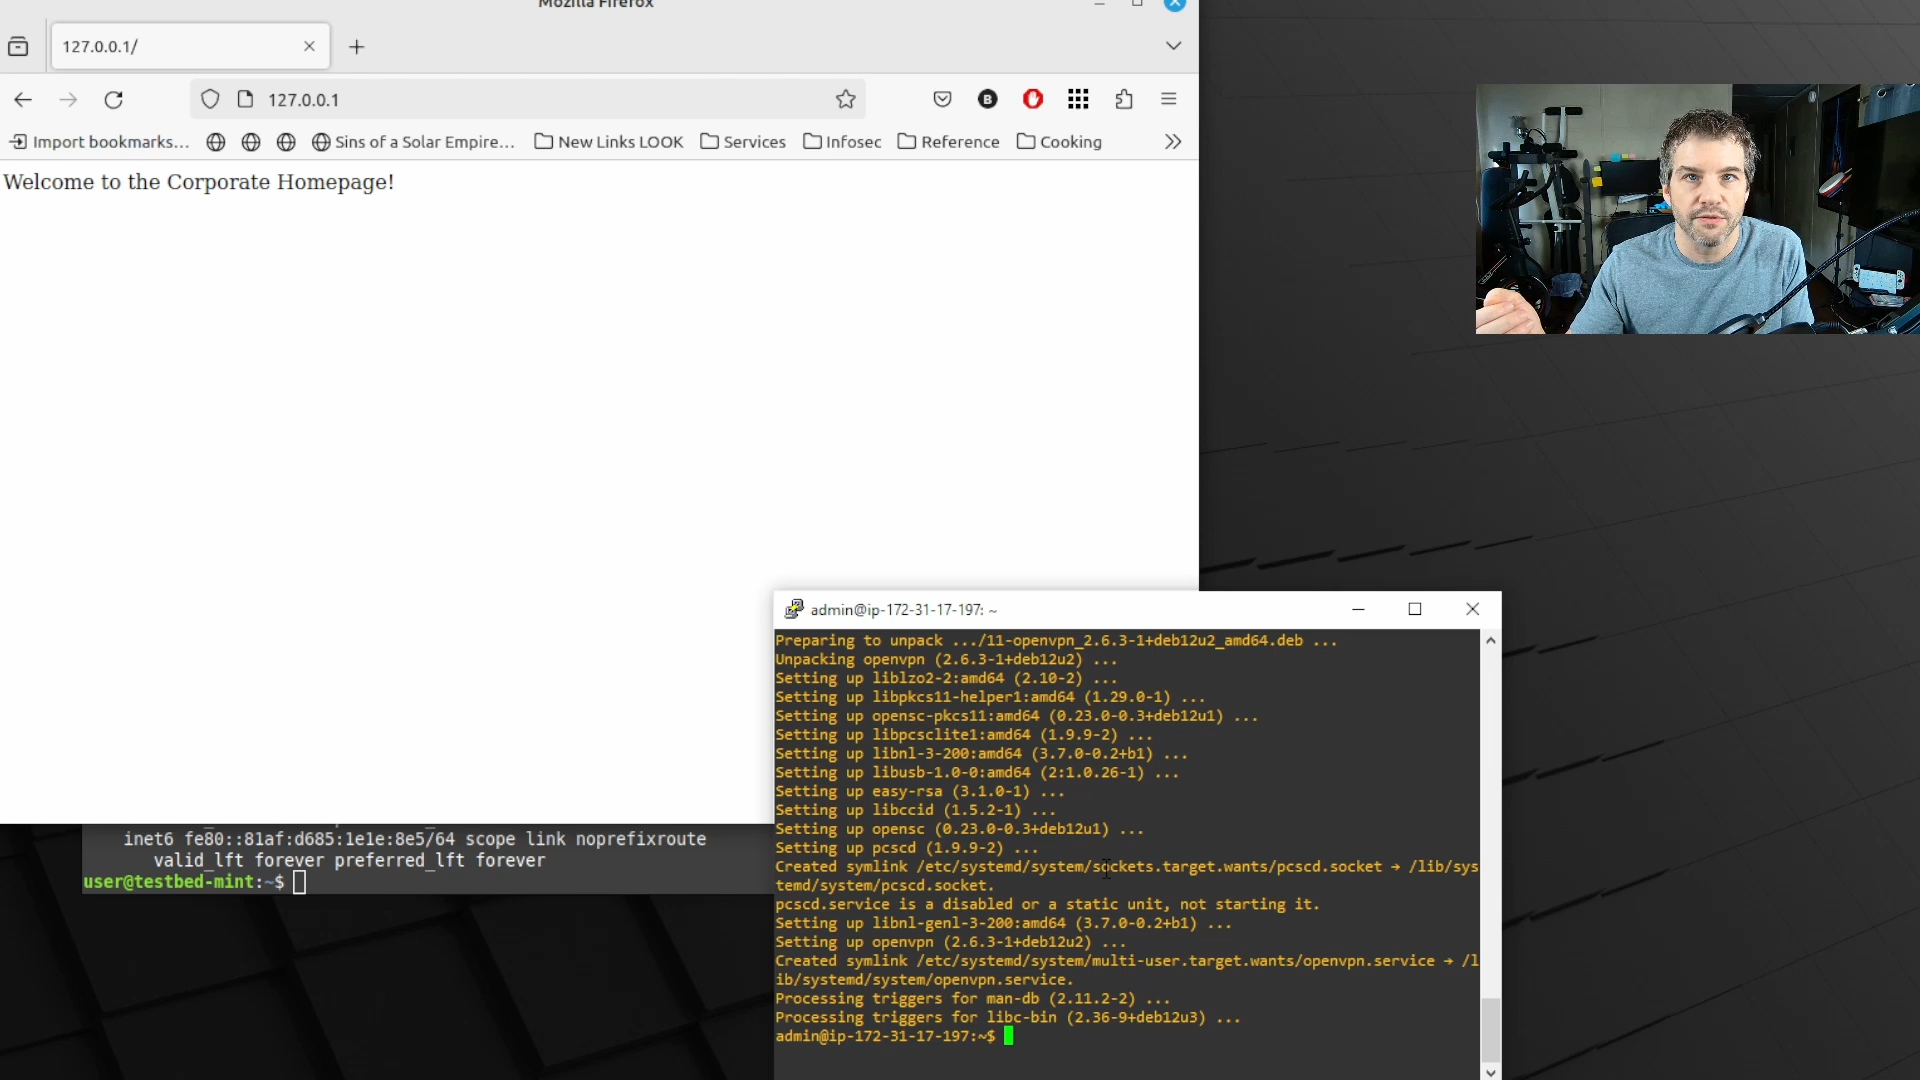 Mozilla Firefox
127.0.0.1/
127.0.0.1
Import bookmarks... Sins of a Solar Empire... New Links LOOK Services Infosec Reference Cooking
Welcome to the Corporate Homepage!
admin@ip-172-31-17-197: ~
Preparing to unpack .../11-openvpn_2.6.3-1+deb12u2_amd64.deb ...
Unpacking openvpn (2.6.3-1+deb12u2) ...
Setting up liblzo2-2:amd64 (2.10-2) ...
Setting up libpkcs11-helper1:amd64 (1.29.0-1) ...
Setting up opensc-pkcs11:amd64 (0.23.0-0.3+deb12u1) ...
Setting up libpcsclite1:amd64 (1.9.9-2) ...
Setting up libnl-3-200:amd64 (3.7.0-0.2+b1) ...
Setting up libusb-1.0-0:amd64 (2:1.0.26-1) ...
Setting up easy-rsa (3.1.0-1) ...
Setting up libccid (1.5.2-1) ...
Setting up opensc (0.23.0-0.3+deb12u1) ...
Setting up pcscd (1.9.9-2) ...
Created symlink /etc/systemd/system/sockets.target.wants/pcscd.socket → /lib/sys
temd/system/pcscd.socket.
pcscd.service is a disabled or a static unit, not starting it.
Setting up libnl-genl-3-200:amd64 (3.7.0-0.2+b1) ...
Setting up openvpn (2.6.3-1+deb12u2) ...
Created symlink /etc/systemd/system/multi-user.target.wants/openvpn.service → /l
ib/systemd/system/openvpn.service.
Processing triggers for man-db (2.11.2-2) ...
Processing triggers for libc-bin (2.36-9+deb12u3) ...
admin@ip-172-31-17-197:~$
inet6 fe80::81af:d685:1e1e:8e5/64 scope link noprefixroute
valid_lft forever preferred_lft forever
user@testbed-mint:~$